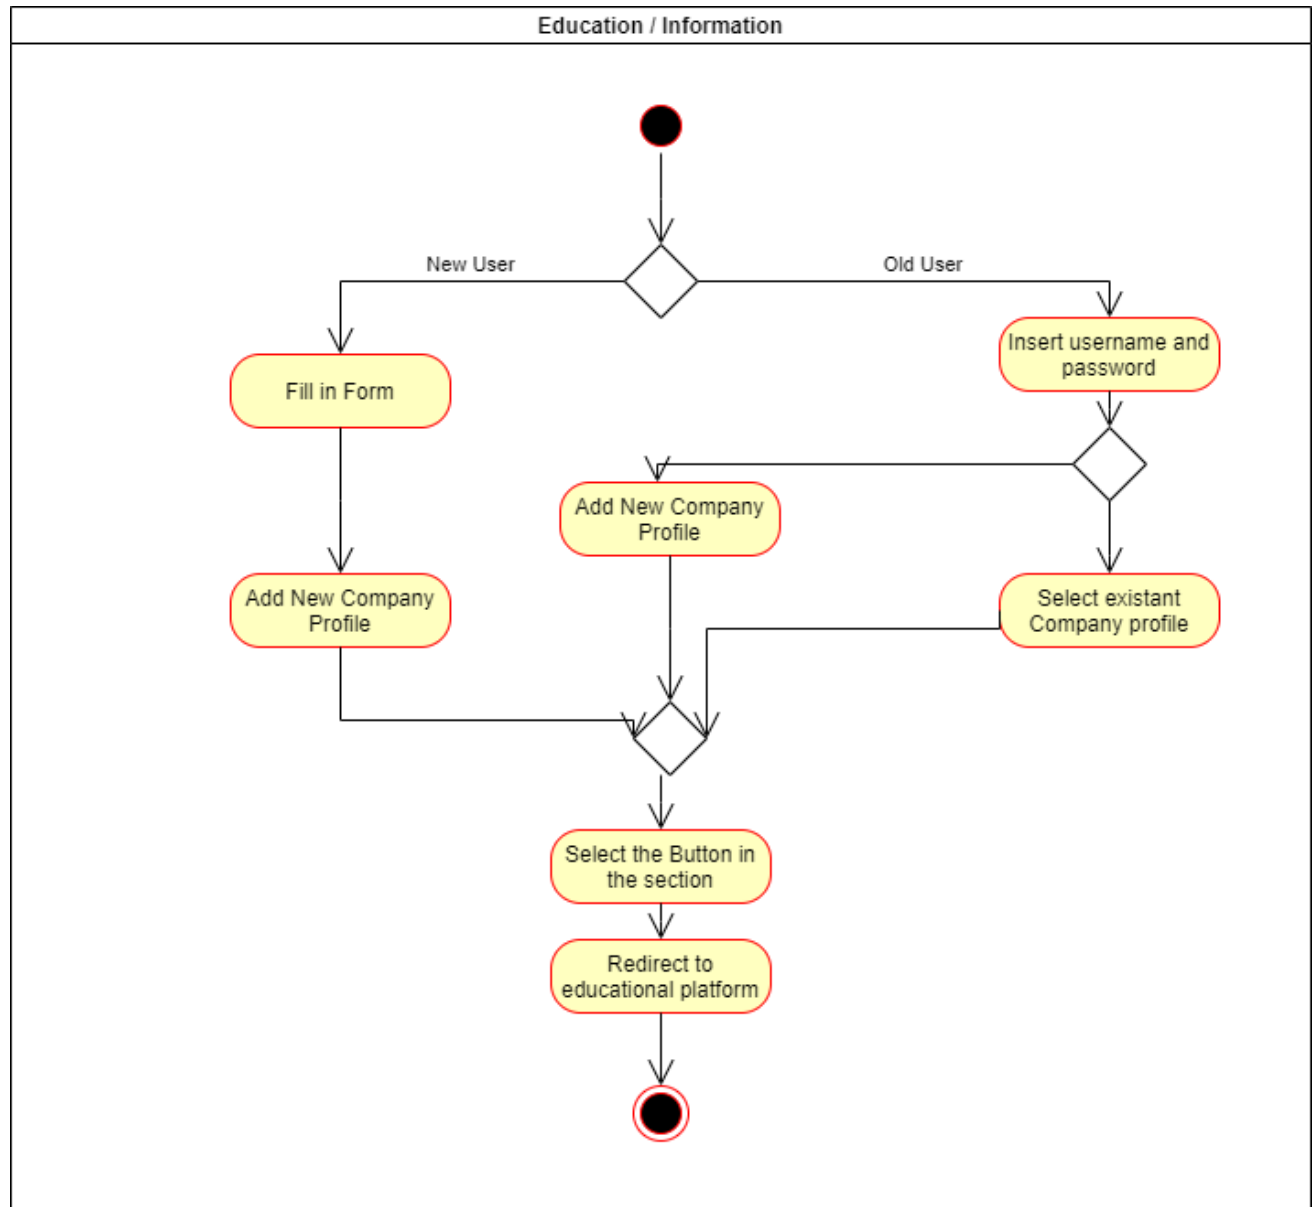 Education / Information
New User
Old User
Insert username and
password
Fill in Form
Add New Company
Profile
Add New Company
Profile
Select existant
Company profile
Select the Button in
the section
Redirect to
educational platform